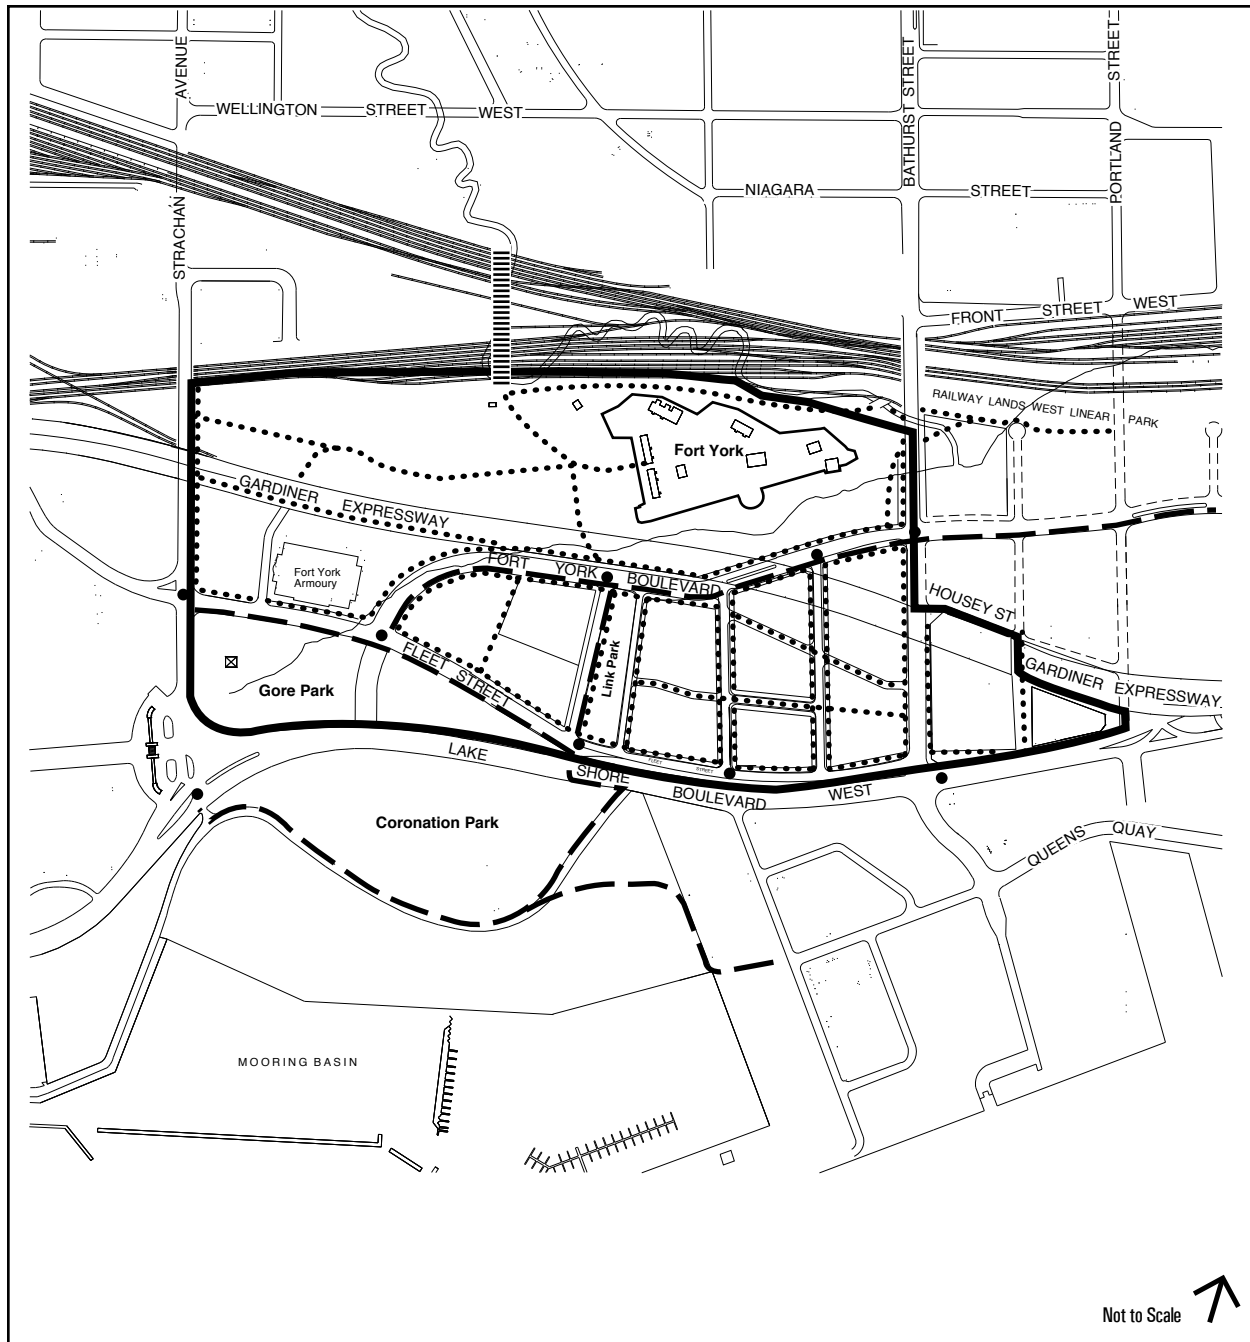 AVENUE
STRACHAN
WELLINGTON STREET WEST
BATHURST STREET
STREET
PORTLAND
NIAGARA STREET
FRONT STREET WEST
RAILWAY LANDS WEST LINEAR PARK
Fort York
GARDINER EXPRESSWAY
Fort York
Armoury
FORT YORK BOULEVARD
HOUSEY ST
FLEET STREET
Link Park
GARDINER EXPRESSWAY
Gore Park
FLEET STREET
LAKE SHORE BOULEVARD WEST
Coronation Park
QUEENS QUAY
MOORING BASIN
Not to Scale